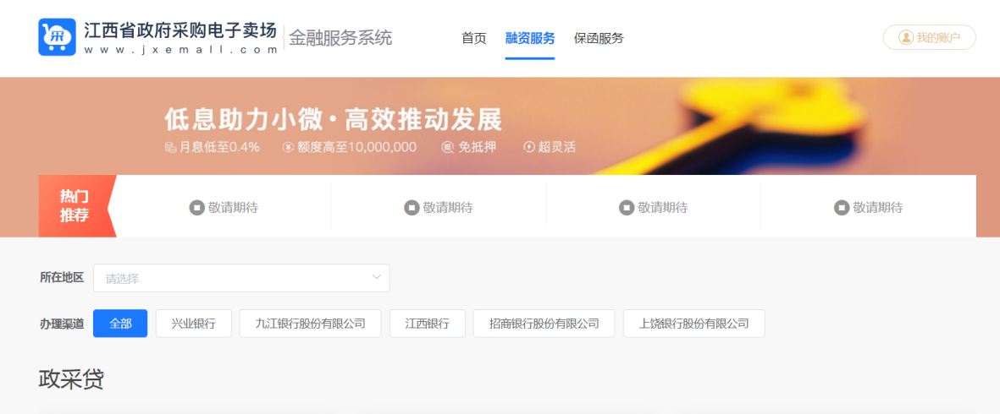 江西省政府采购电子卖场 金融服务系统 首页 融资服务 保函服务 我的账户
www.jxemall.com
低息助力小微·高效推动发展
月息低至0.4% 额度高至10,000,000 免抵押 超灵活
热门推荐 敬请期待 敬请期待 敬请期待 敬请期待
所在地区 请选择
办理渠道 全部 兴业银行 九江银行股份有限公司 江西银行 招商银行股份有限公司 上饶银行股份有限公司
政采贷